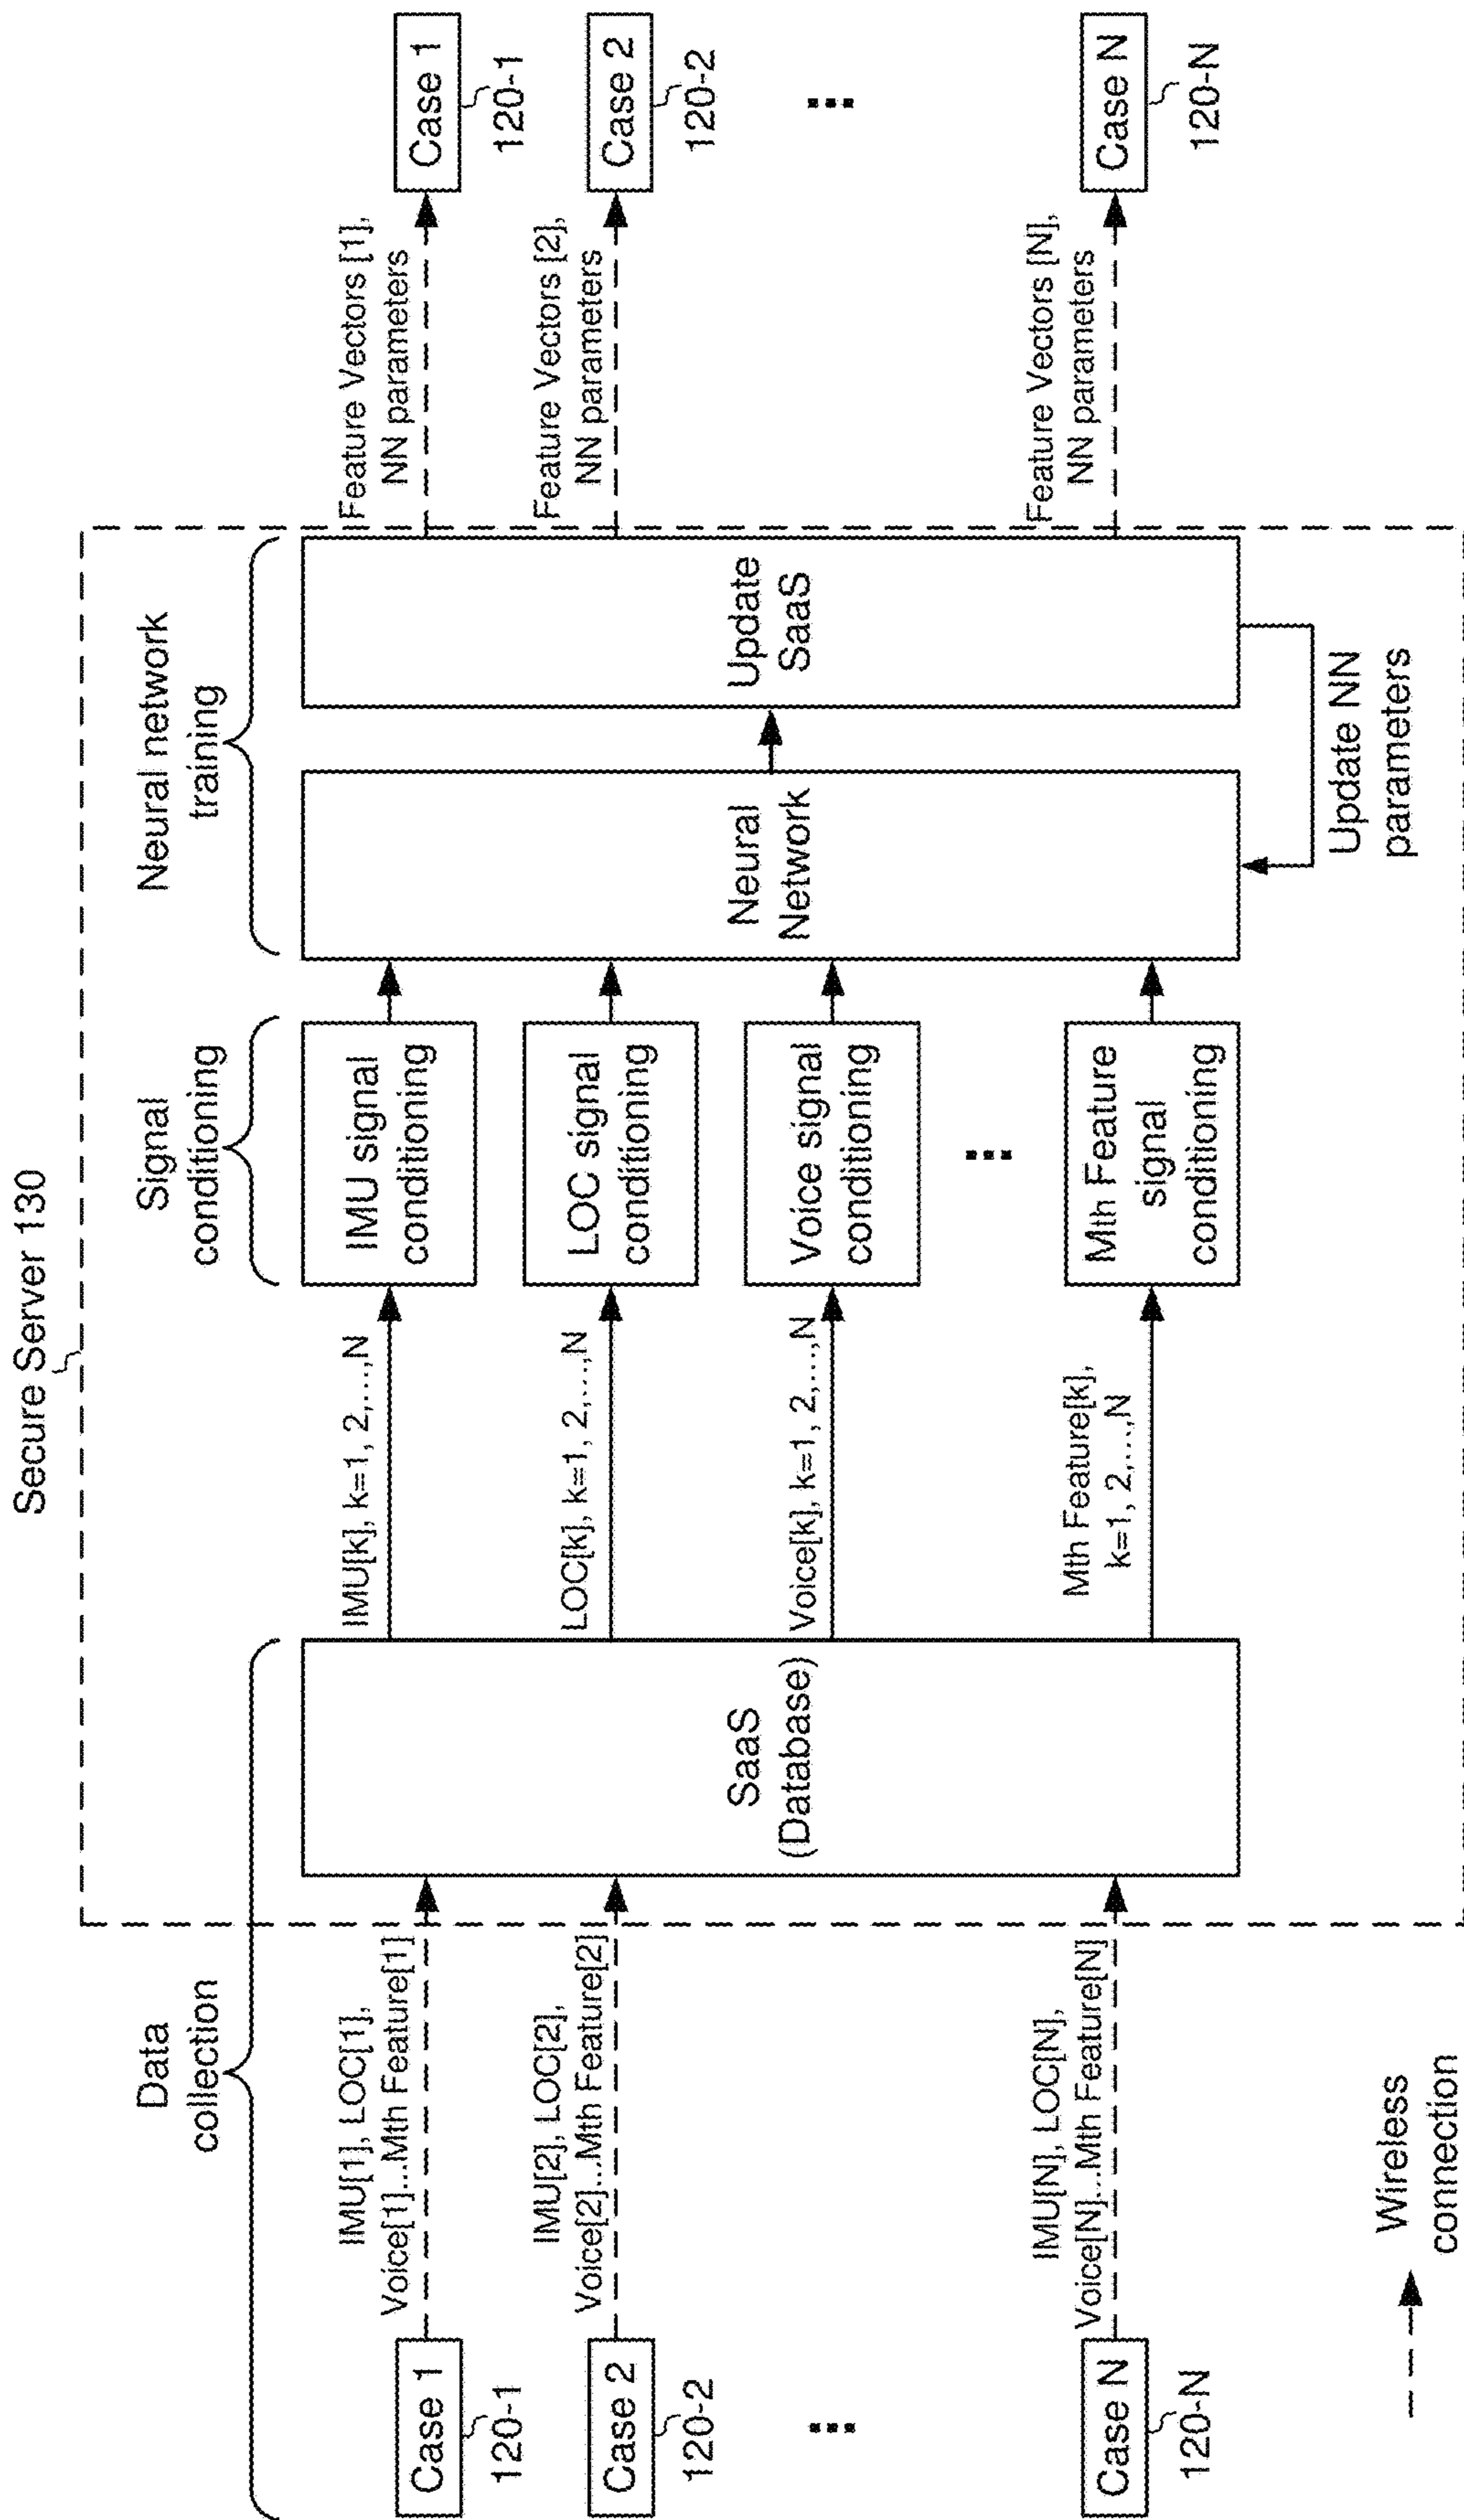 Secure Server 130
Data
collection
Signal
conditioning
Neural network
training
Case 1
120-1
Case 2
120-2
...
Case N
120-N
IMU[1], LOC[1],
Voice[1]...Mth Feature[1]
IMU[2], LOC[2],
Voice[2]...Mth Feature[2]
IMU[N], LOC[N],
Voice[N]...Mth Feature[N]
SaaS
(Database)
IMU[k], k=1, 2,...,N
LOC[k], k=1, 2,...,N
Voice[k], k=1, 2,...,N
Mth Feature[k],
k=1, 2,...,N
IMU signal
conditioning
LOC signal
conditioning
Voice signal
conditioning
...
Mth Feature
signal
conditioning
Neural
Network
Update
SaaS
Update NN
parameters
Feature Vectors [1],
NN parameters
Feature Vectors [2],
NN parameters
Feature Vectors [N],
NN parameters
Case 1
120-1
Case 2
120-2
...
Case N
120-N
Wireless
connection